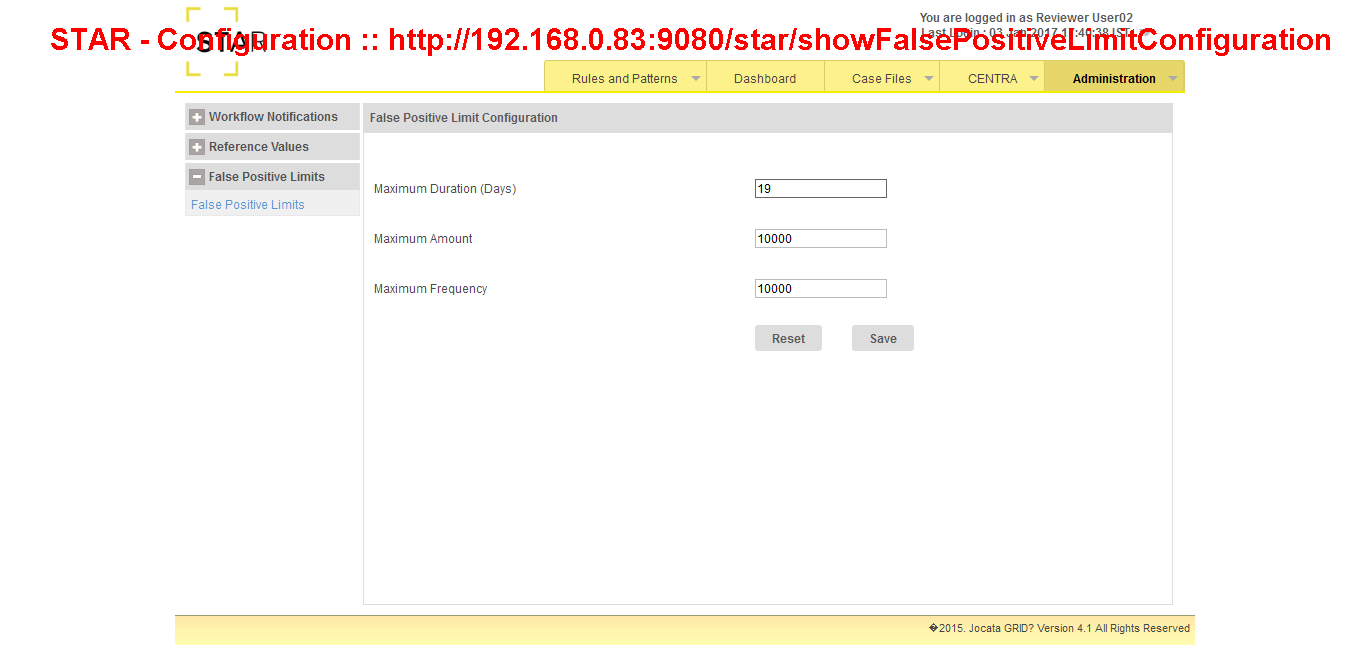 You are logged in as Reviewer User02
STAR - Configuration :: http://192.168.0.83:9080/star/showFalsePositiveLimitConfiguration
STAR
Last Login : 03 Jan 2017 17:40:38 IST
Rules and Patterns
Dashboard
Case Files
CENTRA
Administration
Workflow Notifications
Reference Values
False Positive Limits
False Positive Limits
False Positive Limit Configuration
Maximum Duration (Days)
19
Maximum Amount
10000
Maximum Frequency
10000
Reset
Save
�2015. Jocata GRID? Version 4.1 All Rights Reserved